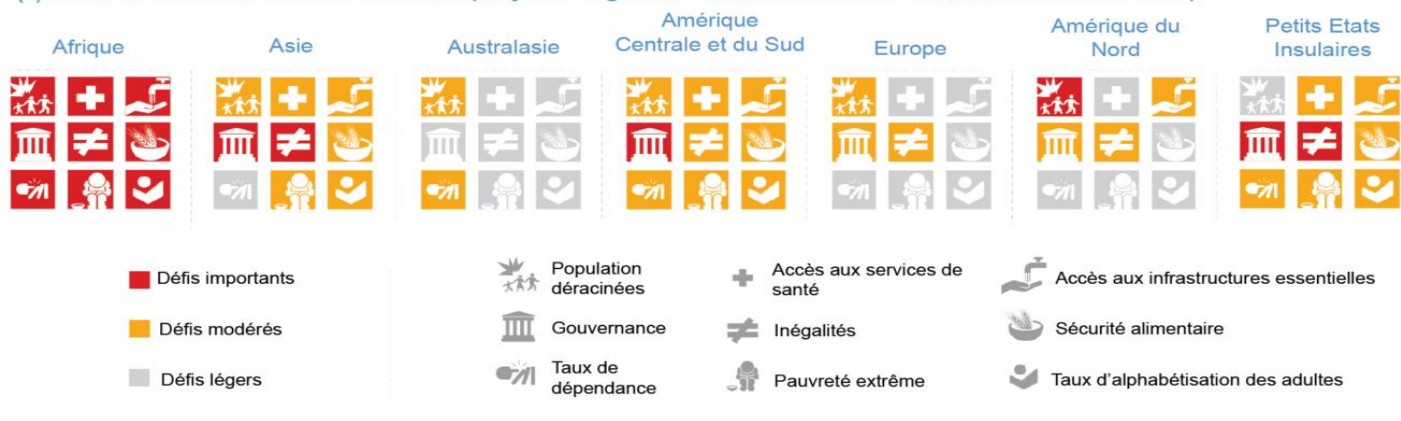 Afrique
Asie
Australasie
Amérique
Centrale et du Sud
Europe
Amérique du
Nord
Petits Etats
Insulaires
Défis importants
Défis modérés
Défis légers
Population
déracinées
Gouvernance
Taux de
dépendance
Accès aux services de
santé
Inégalités
Pauvreté extrême
Accès aux infrastructures essentielles
Sécurité alimentaire
Taux d'alphabétisation des adultes